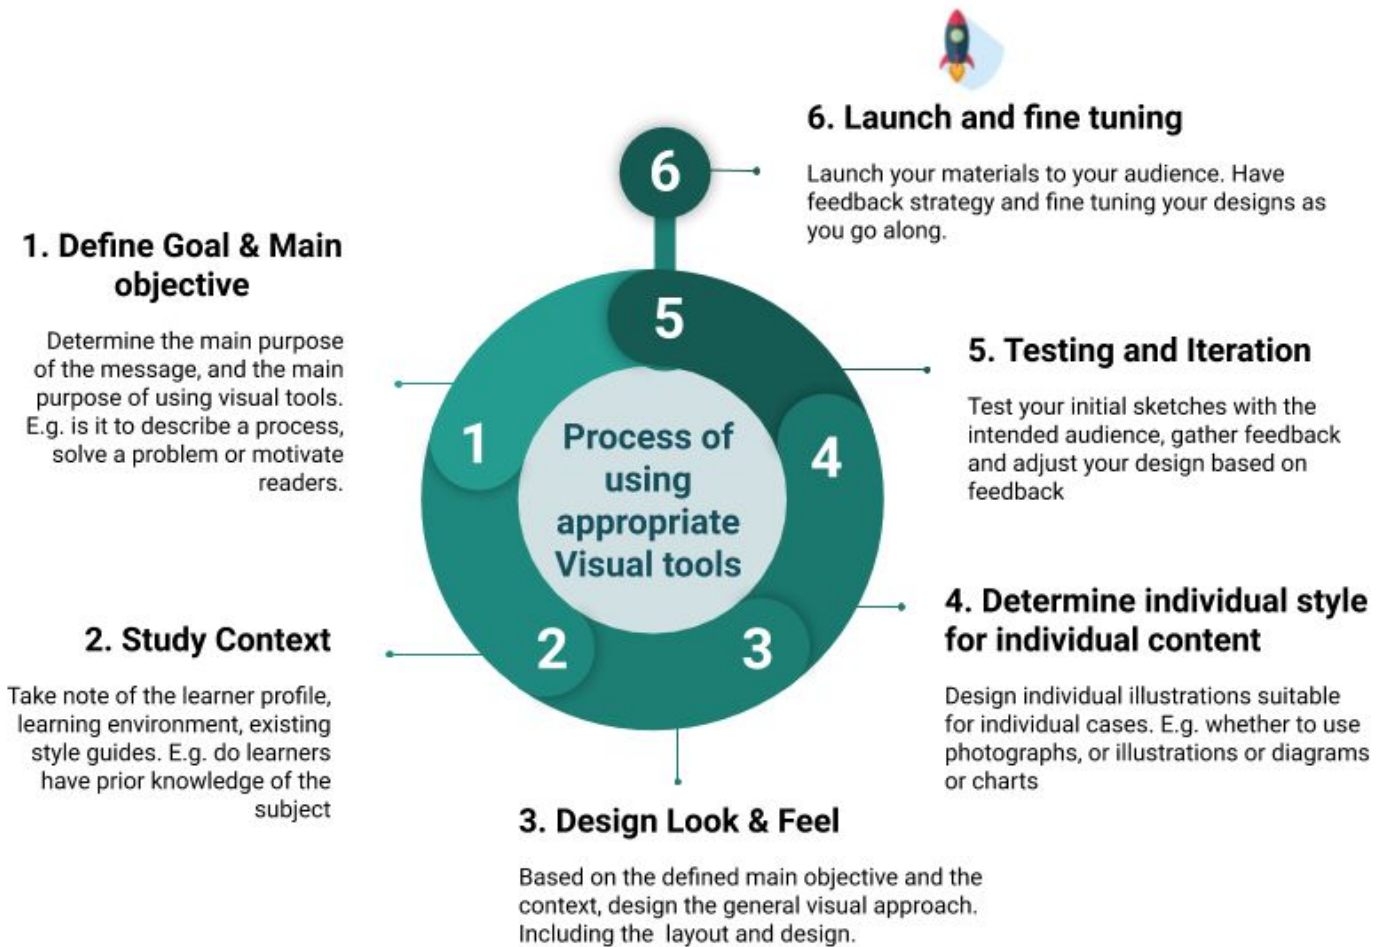 6. Launch and fine tuning
Launch your materials to your audience. Have
feedback strategy and fine tuning your designs as
you go along.
6
1. Define Goal & Main
objective
Determine the main purpose
of the message, and the main
purpose of using visual tools.
E.g. is it to describe a process,
solve a problem or motivate
readers.
5
5. Testing and Iteration
Test your initial sketches with the
intended audience, gather feedback
and adjust your design based on
feedback
1
Process of
using
appropriate
Visual tools
4
2. Study Context
Take note of the learner profile,
learning environment, existing
style guides. E.g. do learners
have prior knowledge of the
subject
2
3
4. Determine individual style
for individual content
Design individual illustrations suitable
for individual cases. E.g. whether to use
photographs, or illustrations or diagrams
or charts
3. Design Look & Feel
Based on the defined main objective and the
context, design the general visual approach.
Including the layout and design.